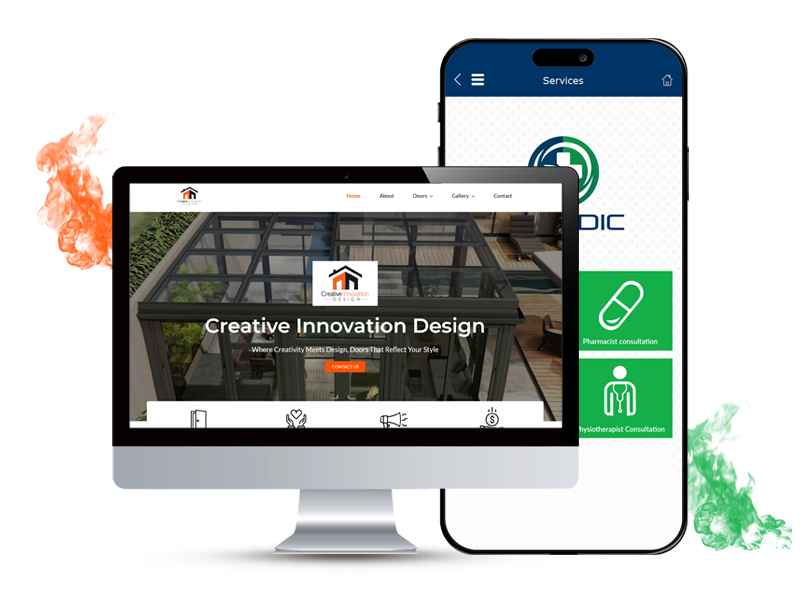 Services
DIC
Pharmacist consultation
hysiotherapist Consultation
Home
About
Doors
Gallery
Contact
Creative Innovation
DESIGN
Creative Innovation Design
Where Creativity Meets Design, Doors That Reflect Your Style
CONTACT US